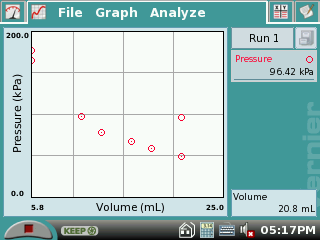 File Graph Analyze
X Y
200.0
Pressure (kPa)
0.0
5.8
Volume (mL)
25.0
Run 1
Pressure
96.42 kPa
ernier
Volume
20.8 mL
KEEP
05:17PM